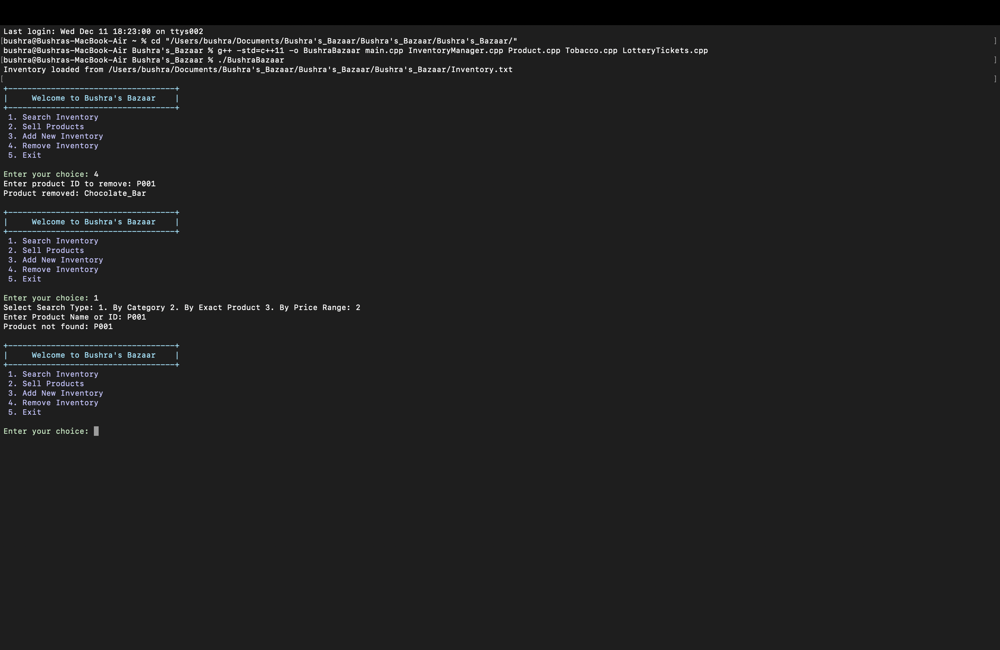 Last login: Wed Dec 11 18:23:00 on ttys002
[bushra@Bushras-MacBook-Air ~ % cd "/Users/bushra/Documents/Bushra's_Bazaar/Bushra's_Bazaar/Bushra's_Bazaar/" ]
bushra@Bushras-MacBook-Air Bushra's_Bazaar % g++ -std=c++11 -o BushraBazaar main.cpp InventoryManager.cpp Product.cpp Tobacco.cpp LotteryTickets.cpp
[bushra@Bushras-MacBook-Air Bushra's_Bazaar % ./BushraBazaar ]
Inventory loaded from /Users/bushra/Documents/Bushra's_Bazaar/Bushra's_Bazaar/Bushra's_Bazaar/Inventory.txt
[ ]
+-----------------------------------+
|     Welcome to Bushra's Bazaar    |
+-----------------------------------+
1. Search Inventory
2. Sell Products
3. Add New Inventory
4. Remove Inventory
5. Exit
Enter your choice: 4
Enter product ID to remove: P001
Product removed: Chocolate_Bar
+-----------------------------------+
|     Welcome to Bushra's Bazaar    |
+-----------------------------------+
1. Search Inventory
2. Sell Products
3. Add New Inventory
4. Remove Inventory
5. Exit
Enter your choice: 1
Select Search Type: 1. By Category 2. By Exact Product 3. By Price Range: 2
Enter Product Name or ID: P001
Product not found: P001
+-----------------------------------+
|     Welcome to Bushra's Bazaar    |
+-----------------------------------+
1. Search Inventory
2. Sell Products
3. Add New Inventory
4. Remove Inventory
5. Exit
Enter your choice: